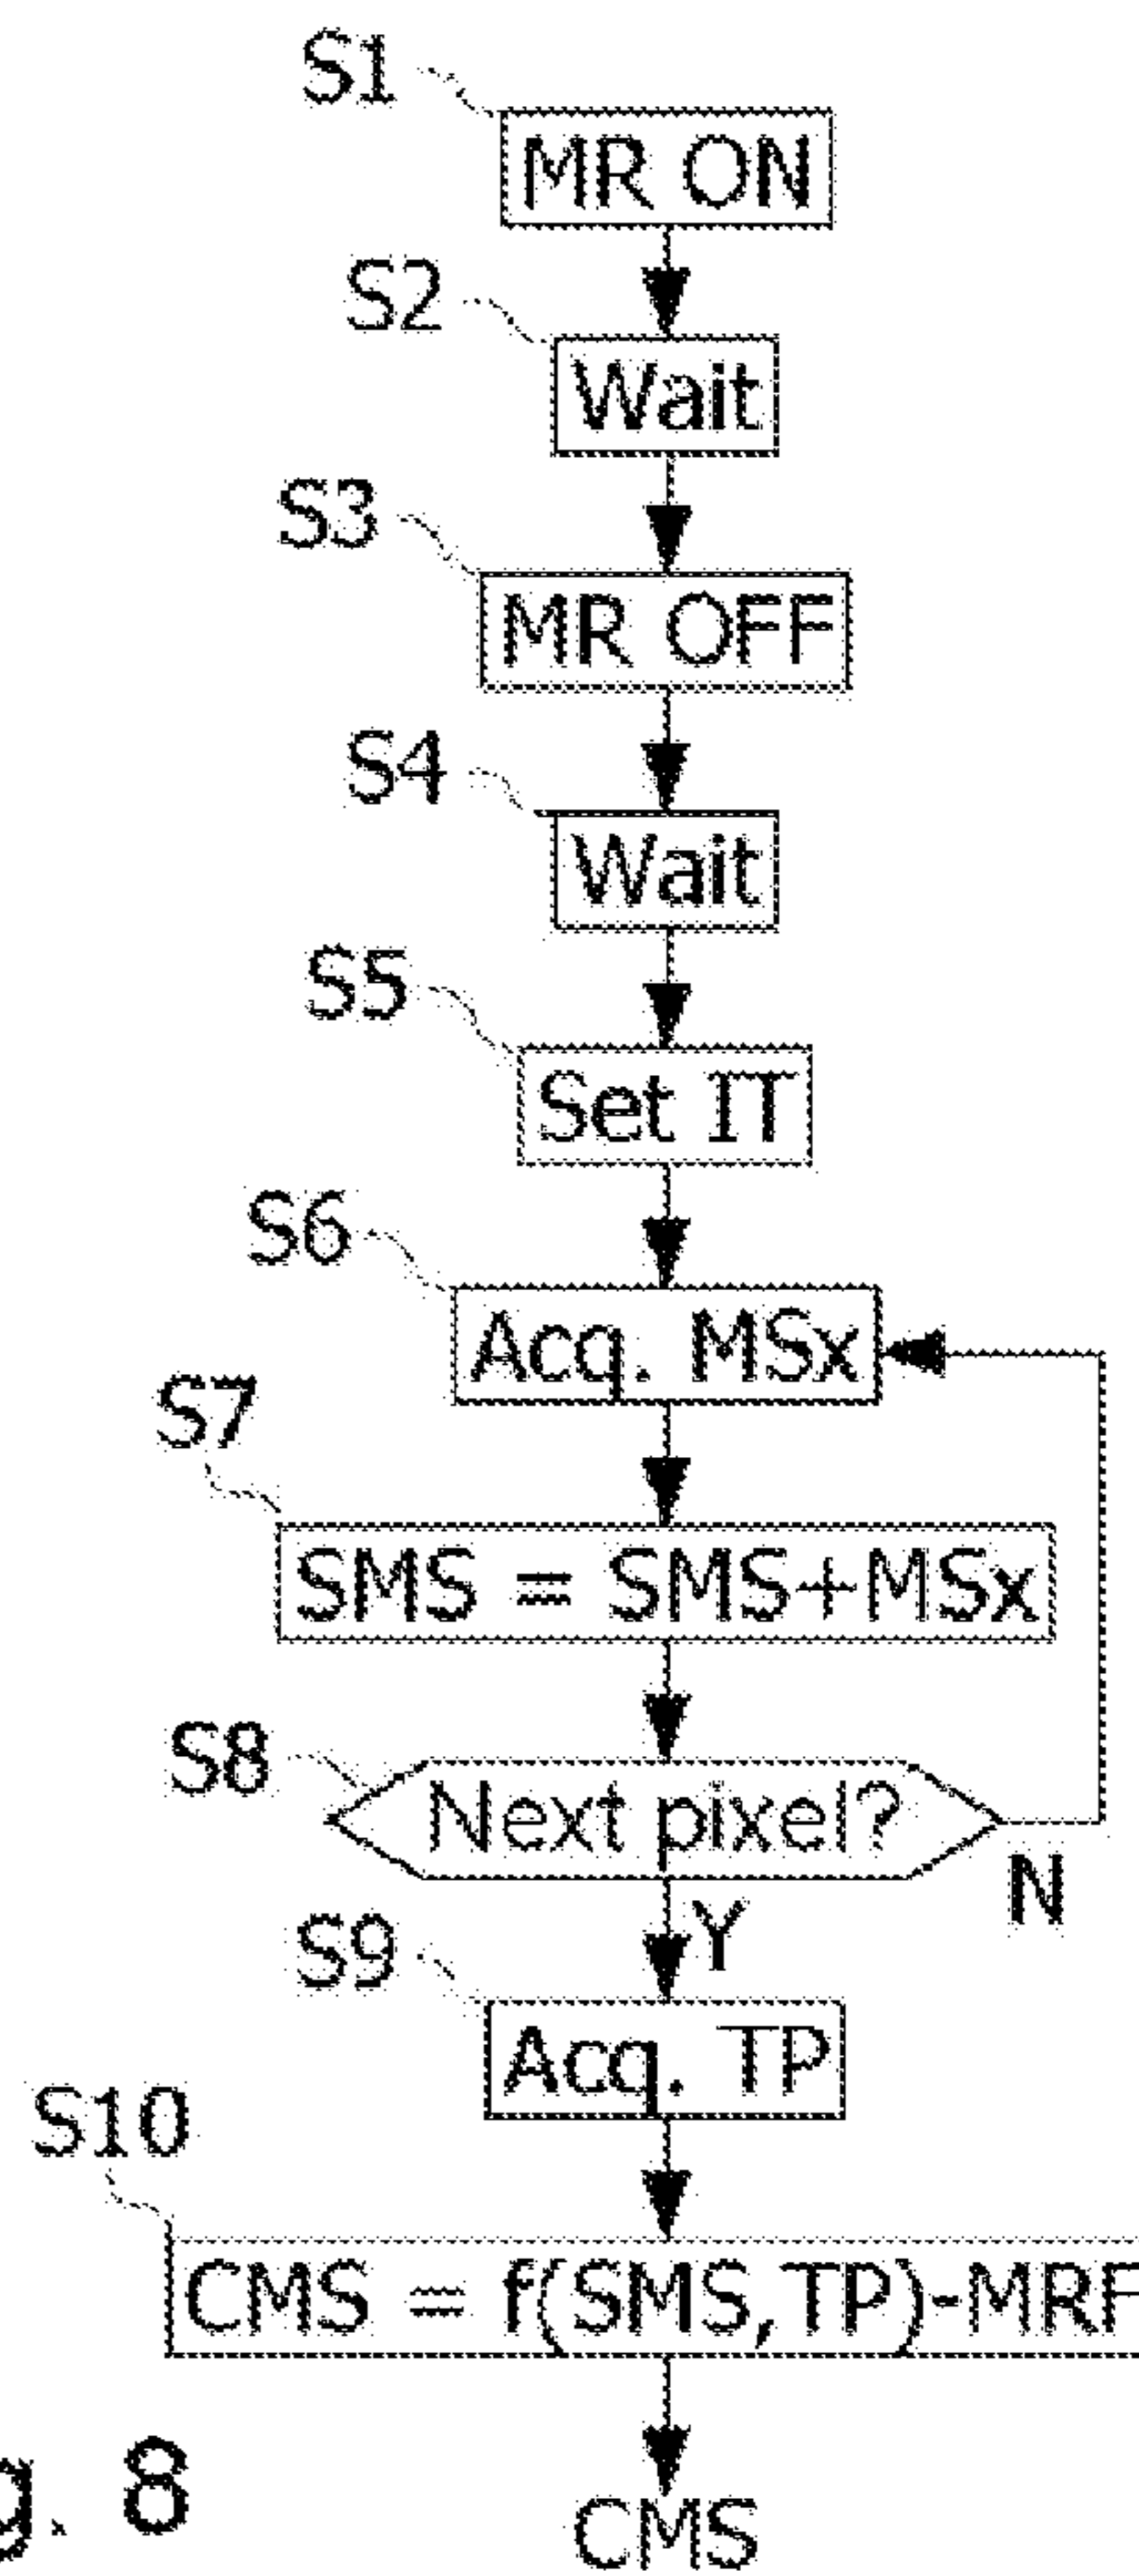 S1
MR ON
S2
Wait
S3
MR OFF
S4
Wait
S5
Set IT
S6
Acq. MSx
S7
SMS = SMS+MSx
S8
Next pixel?
N
Y
S9
Acq. TP
S10
CMS = f(SMS,TP)-MRF
g. 8
CMS